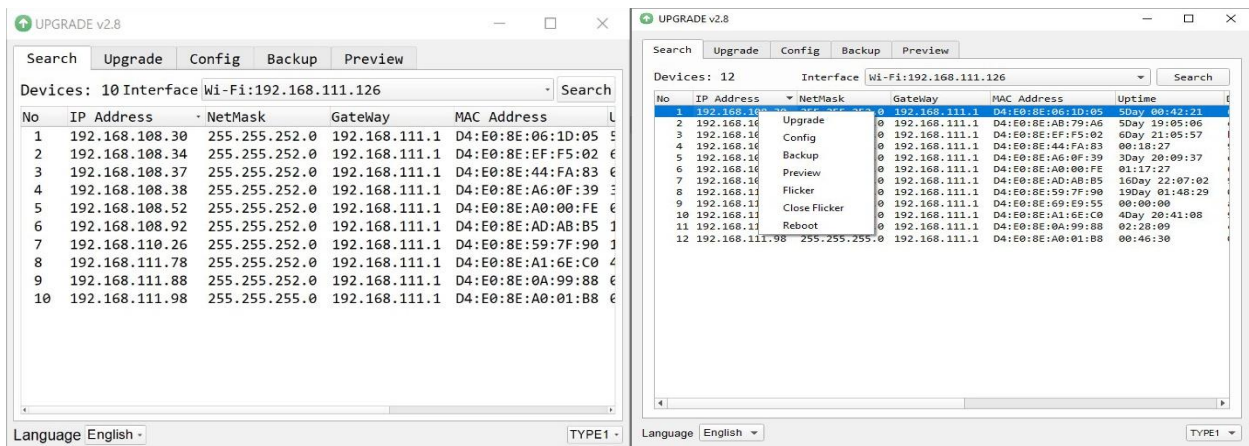 UPGRADE v2.8
Search Upgrade Config Backup Preview
Devices: 10 Interface Wi-Fi:192.168.111.126 Search
No IP Address NetMask GateWay MAC Address
1 192.168.108.30 255.255.252.0 192.168.111.1 D4:E0:8E:06:1D:05
2 192.168.108.34 255.255.252.0 192.168.111.1 D4:E0:8E:EF:F5:02
3 192.168.108.37 255.255.252.0 192.168.111.1 D4:E0:8E:44:FA:83
4 192.168.108.38 255.255.252.0 192.168.111.1 D4:E0:8E:A6:0F:39
5 192.168.108.52 255.255.252.0 192.168.111.1 D4:E0:8E:A0:00:FE
6 192.168.108.92 255.255.252.0 192.168.111.1 D4:E0:8E:AD:AB:B5
7 192.168.110.26 255.255.252.0 192.168.111.1 D4:E0:8E:59:7F:90
8 192.168.111.78 255.255.252.0 192.168.111.1 D4:E0:8E:A1:6E:C0
9 192.168.111.88 255.255.252.0 192.168.111.1 D4:E0:8E:0A:99:88
10 192.168.111.98 255.255.255.0 192.168.111.1 D4:E0:8E:A0:01:B8
Language English TYPE1
UPGRADE v2.8
Search Upgrade Config Backup Preview
Devices: 12 Interface Wi-Fi:192.168.111.126 Search
No IP Address NetMask GateWay MAC Address Uptime
1 192.168.111.1 D4:E0:8E:06:1D:05 5Day 00:42:21
2 192.168.111.1 D4:E0:8E:AB:79:A6 5Day 19:05:06
3 192.168.111.1 D4:E0:8E:EF:F5:02 6Day 21:05:57
4 192.168.111.1 D4:E0:8E:44:FA:83 00:18:27
5 192.168.111.1 D4:E0:8E:A6:0F:39 3Day 20:09:37
6 192.168.111.1 D4:E0:8E:A0:00:FE 01:17:27
7 192.168.111.1 D4:E0:8E:AD:AB:B5 16Day 22:07:02
8 192.168.111.1 D4:E0:8E:59:7F:90 19Day 01:48:29
9 192.168.111.1 D4:E0:8E:69:E9:55 00:00:00
10 192.168.111.1 D4:E0:8E:A1:6E:C0 4Day 20:41:08
11 192.168.111.1 D4:E0:8E:0A:99:88 02:28:09
12 192.168.111.98 255.255.255.0 192.168.111.1 D4:E0:8E:A0:01:B8 00:46:30
Upgrade
Config
Backup
Preview
Flicker
Close Flicker
Reboot
Language English TYPE1